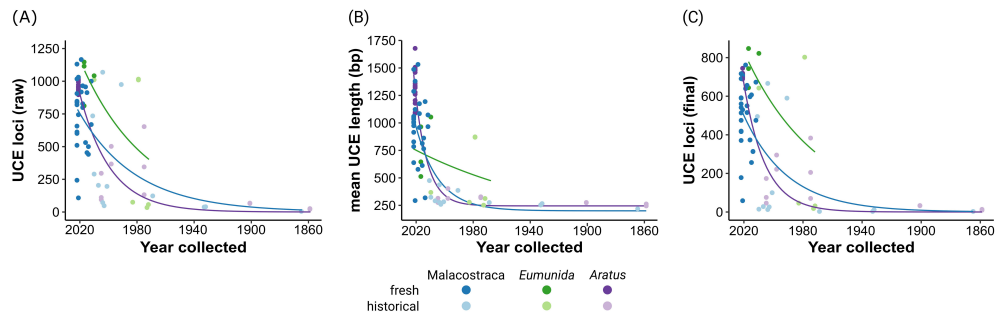 (A)
UCE loci (raw)
1250
1000
750
500
250
0
2020
1980
1940
1900
1860
Year collected
(B)
mean UCE length (bp)
1750
1500
1250
1000
750
500
250
2020
1980
1940
1900
1860
Year collected
(C)
UCE loci (final)
800
600
400
200
0
2020
1980
1940
1900
1860
Year collected
Malacostraca Eumunida Aratus
fresh
historical